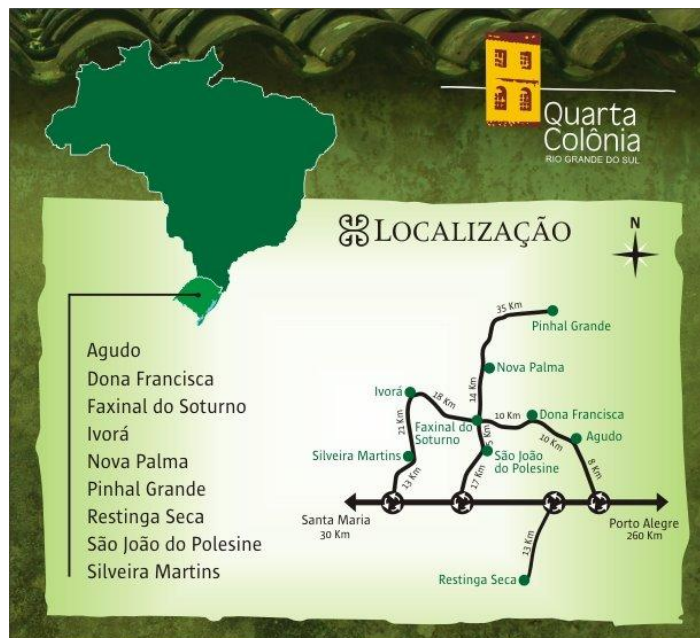 Quarta
Colônia
RIO GRANDE DO SUL
LOCALIZAÇÃO
N
Agudo
Dona Francisca
Faxinal do Soturno
Ivorá
Nova Palma
Pinhal Grande
Restinga Seca
São João do Polesine
Silveira Martins
35 Km
Pinhal Grande
Nova Palma
14 Km
Ivorá
18 Km
21 Km
Faxinal do
Soturno
10 Km
Dona Francisca
10 Km
Agudo
5 Km
São João
do Polesine
Silveira Martins
13 Km
17 Km
8 Km
Santa Maria
30 Km
Porto Alegre
260 Km
13 Km
Restinga Seca